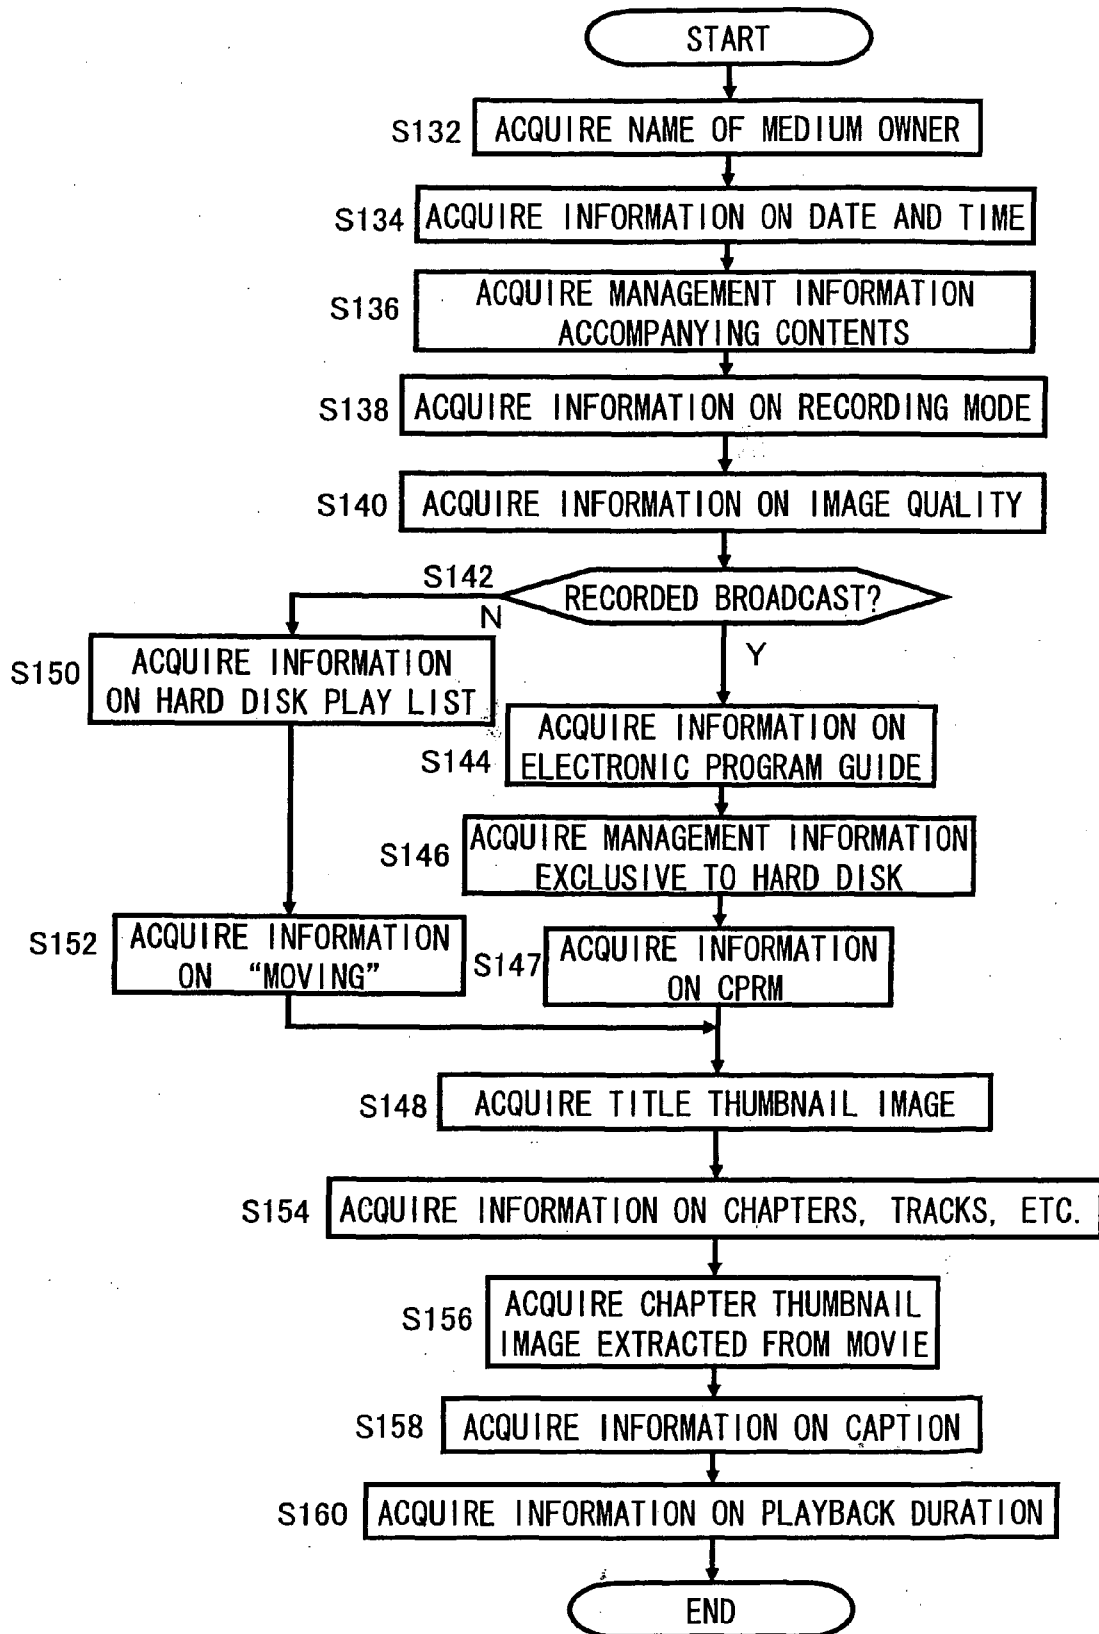 START
S132 ACQUIRE NAME OF MEDIUM OWNER
S134 ACQUIRE INFORMATION ON DATE AND TIME
S136 ACQUIRE MANAGEMENT INFORMATION
ACCOMPANYING CONTENTS
S138 ACQUIRE INFORMATION ON RECORDING MODE
S140 ACQUIRE INFORMATION ON IMAGE QUALITY
S142 RECORDED BROADCAST?
N
Y
S150 ACQUIRE INFORMATION
ON HARD DISK PLAY LIST
S144 ACQUIRE INFORMATION ON
ELECTRONIC PROGRAM GUIDE
S146 ACQUIRE MANAGEMENT INFORMATION
EXCLUSIVE TO HARD DISK
S152 ACQUIRE INFORMATION
ON “MOVING”
S147 ACQUIRE INFORMATION
ON CPRM
S148 ACQUIRE TITLE THUMBNAIL IMAGE
S154 ACQUIRE INFORMATION ON CHAPTERS, TRACKS, ETC.
S156 ACQUIRE CHAPTER THUMBNAIL
IMAGE EXTRACTED FROM MOVIE
S158 ACQUIRE INFORMATION ON CAPTION
S160 ACQUIRE INFORMATION ON PLAYBACK DURATION
END